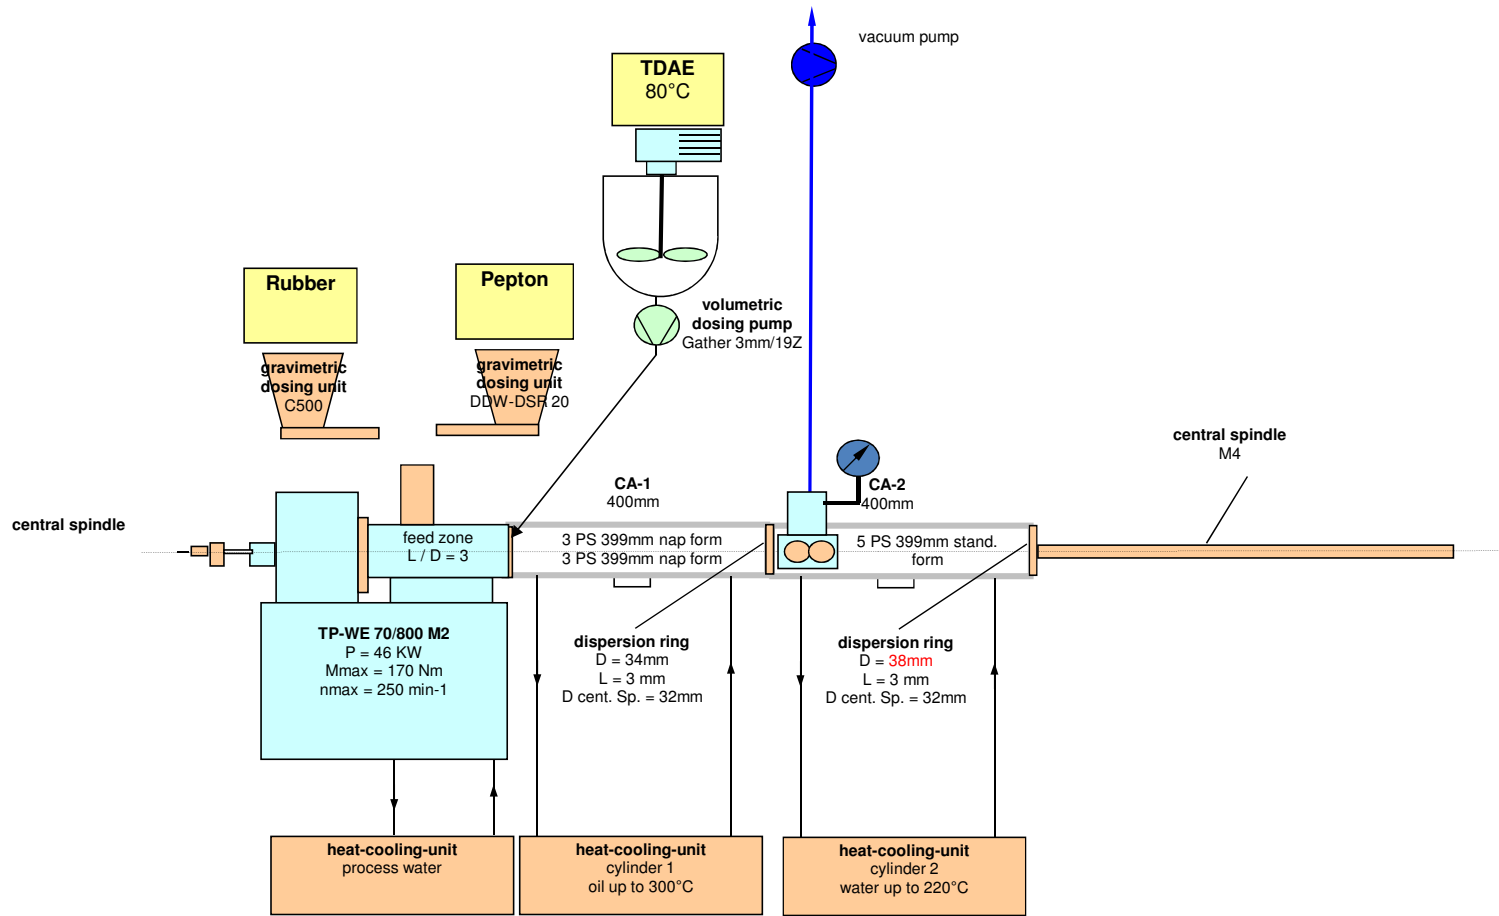 vacuum pump
TDAE
80°C
Rubber
Pepton
volumetric
dosing pump
Gather 3mm/19Z
gravimetric
dosing unit
C500
gravimetric
dosing unit
DDW-DSR 20
central spindle
M4
CA-1
400mm
CA-2
400mm
central spindle
feed zone
L / D = 3
3 PS 399mm nap form
3 PS 399mm nap form
5 PS 399mm stand.
form
TP-WE 70/800 M2
P = 46 KW
Mmax = 170 Nm
nmax = 250 min-1
dispersion ring
D = 34mm
L = 3 mm
D cent. Sp. = 32mm
dispersion ring
D = 38mm
L = 3 mm
D cent. Sp. = 32mm
heat-cooling-unit
process water
heat-cooling-unit
cylinder 1
oil up to 300°C
heat-cooling-unit
cylinder 2
water up to 220°C